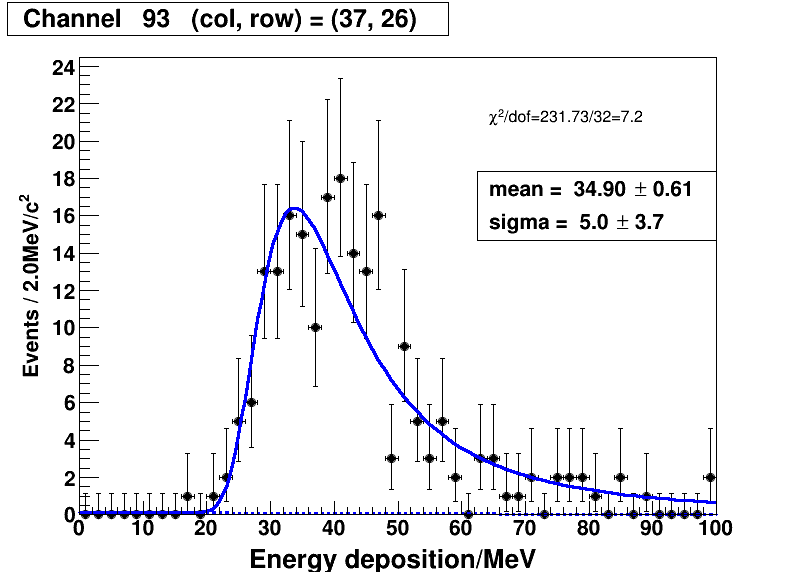 Channel 93 (col, row) = (37, 26)
24
22
20
18
16
14
12
10
8
6
4
2
0
Events / 2.0MeV/c²
χ²/dof=231.73/32=7.2
mean = 34.90 ± 0.61
sigma = 5.0 ± 3.7
0 10 20 30 40 50 60 70 80 90 100
Energy deposition/MeV